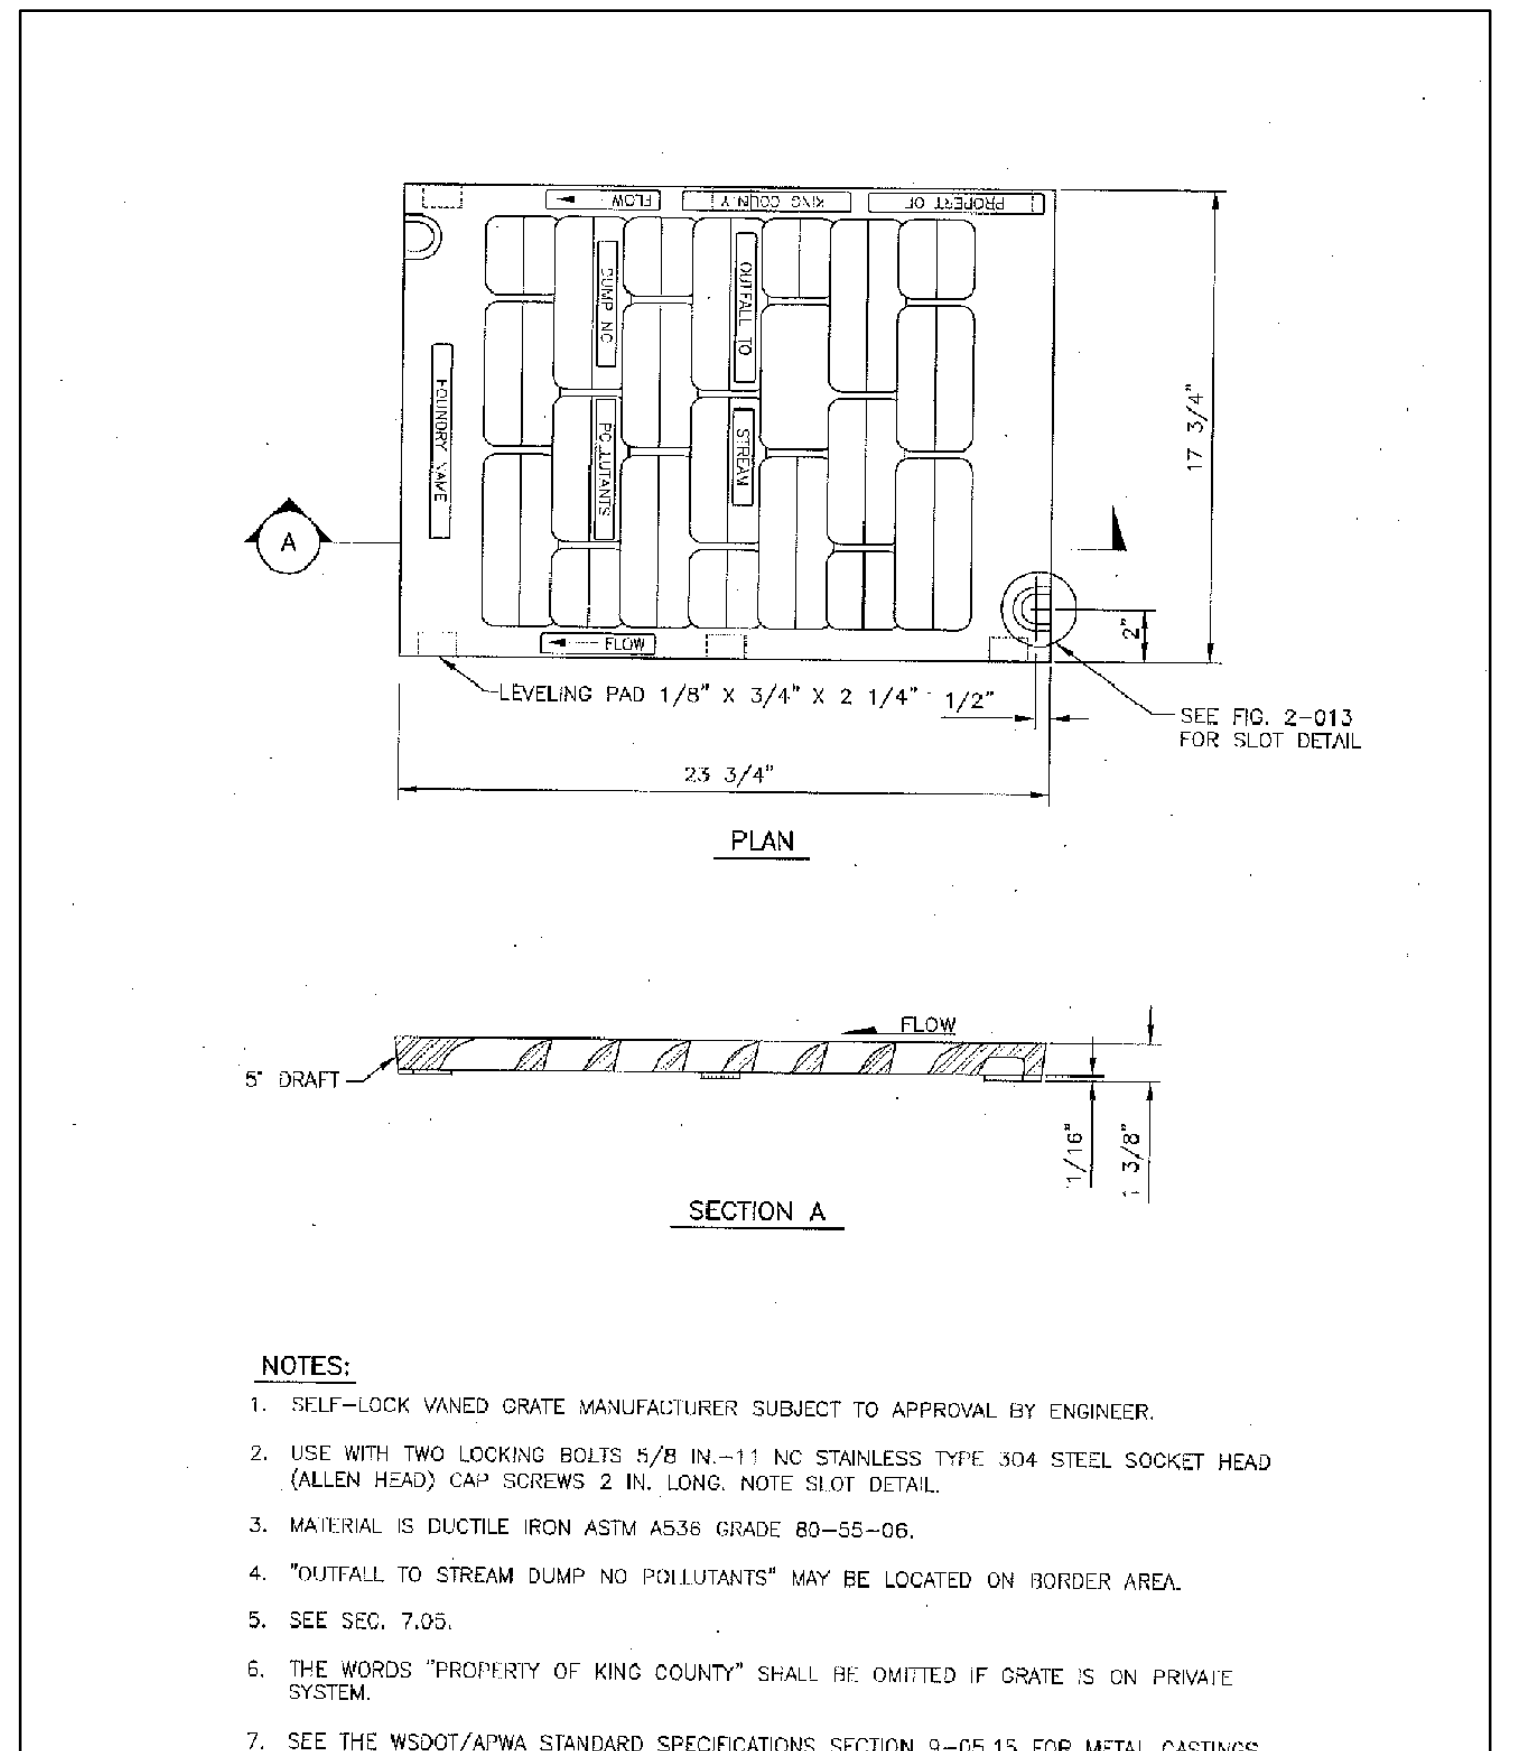 FLOW
KING COUNTY
PROPERT OF
DUMP NO
OUTFALL TO
FOUNDRY NAME
POLLUTANTS
STREAM
17 3/4"
A
2"
FLOW
LEVELING PAD 1/8" X 3/4" X 2 1/4"
1/2"
SEE FIG. 2-013
FOR SLOT DETAIL
23 3/4"
PLAN
FLOW
5° DRAFT
1/16"
1 3/8"
SECTION A
NOTES:
1. SELF-LOCK VANED GRATE MANUFACTURER SUBJECT TO APPROVAL BY ENGINEER.
2. USE WITH TWO LOCKING BOLTS 5/8 IN.-11 NC STAINLESS TYPE 304 STEEL SOCKET HEAD
(ALLEN HEAD) CAP SCREWS 2 IN. LONG. NOTE SLOT DETAIL.
3. MATERIAL IS DUCTILE IRON ASTM A536 GRADE 80-55-06.
4. "OUTFALL TO STREAM DUMP NO POLLUTANTS" MAY BE LOCATED ON BORDER AREA.
5. SEE SEC. 7.05.
6. THE WORDS "PROPERTY OF KING COUNTY" SHALL BE OMITTED IF GRATE IS ON PRIVATE
SYSTEM.
7. SEE THE WSDOT/APWA STANDARD SPECIFICATIONS SECTION 9-05.15 FOR METAL CASTINGS